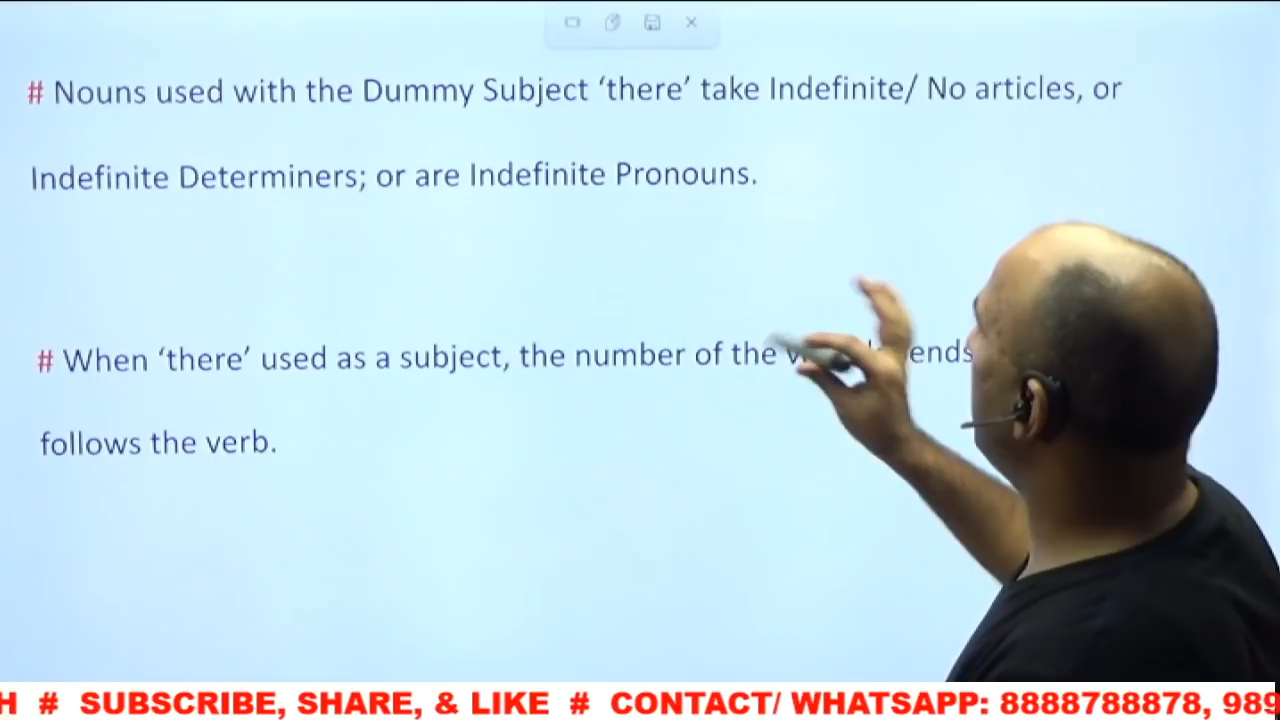 # Nouns used with the Dummy Subject ‘there’ take Indefinite/ No articles, or
Indefinite Determiners; or are Indefinite Pronouns.
# When ‘there’ used as a subject, the number of the
follows the verb.
H # SUBSCRIBE, SHARE, & LIKE # CONTACT/ WHATSAPP: 8888788878, 989